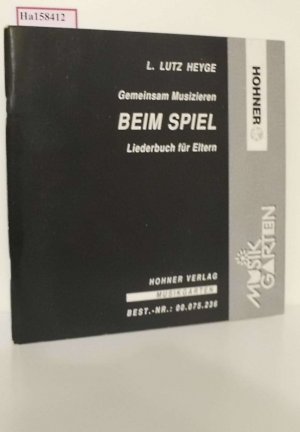 Ha158412
L. LUTZ HEYGE
Gemeinsam Musizieren
BEIM SPIEL
Liederbuch für Eltern
HOHNER VERLAG
MUSIKGARTEN
BEST.-NR.: 00.075.236
HOHNER
MUSIK
GARTEN